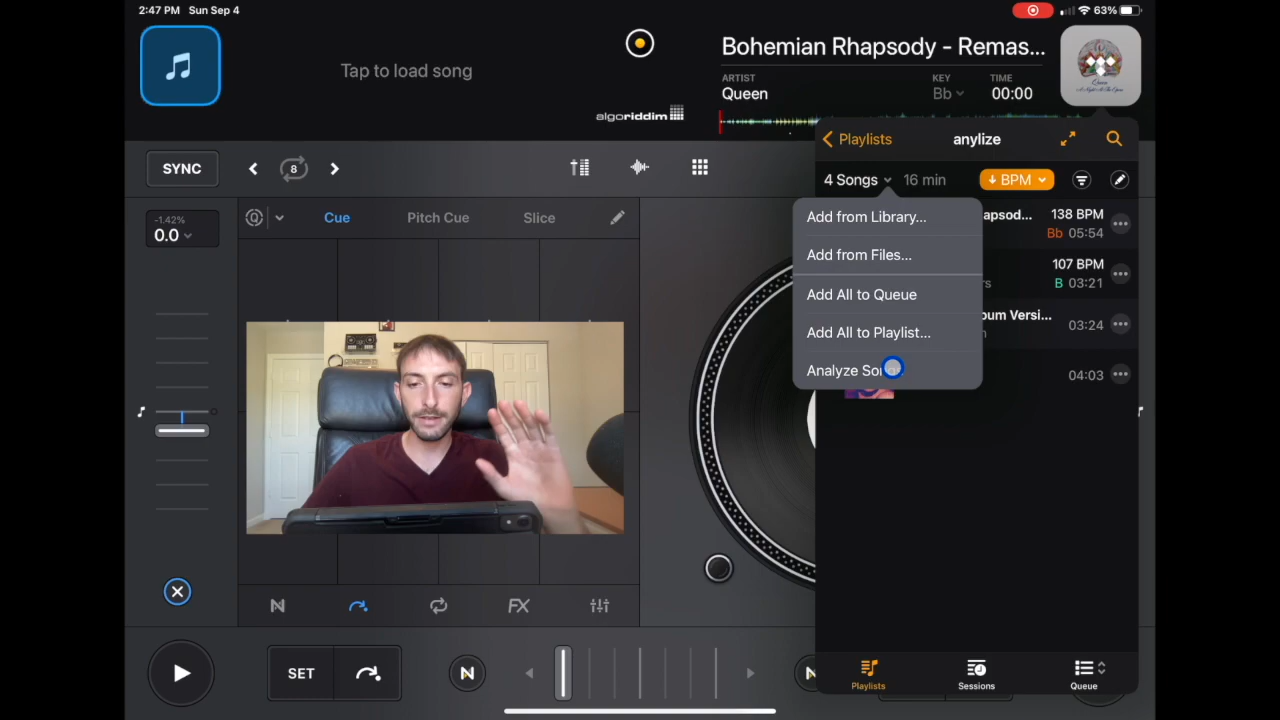 2:47 PM Sun Sep 4
63%
Tap to load song
algoriddim
Bohemian Rhapsody - Remas...
ARTIST
Queen
KEY
Bb
TIME
00:00
SYNC
8
Playlists
anylize
4 Songs
16 min
BPM
-1.42%
0.0
Cue
Pitch Cue
Slice
Add from Library...
Add from Files...
Add All to Queue
Add All to Playlist...
Analyze
apsod...
138 BPM
Bb 05:54
107 BPM
rs
B 03:21
bum Versi...
03:24
04:03
FX
SET
N
Playlists
Sessions
Queue